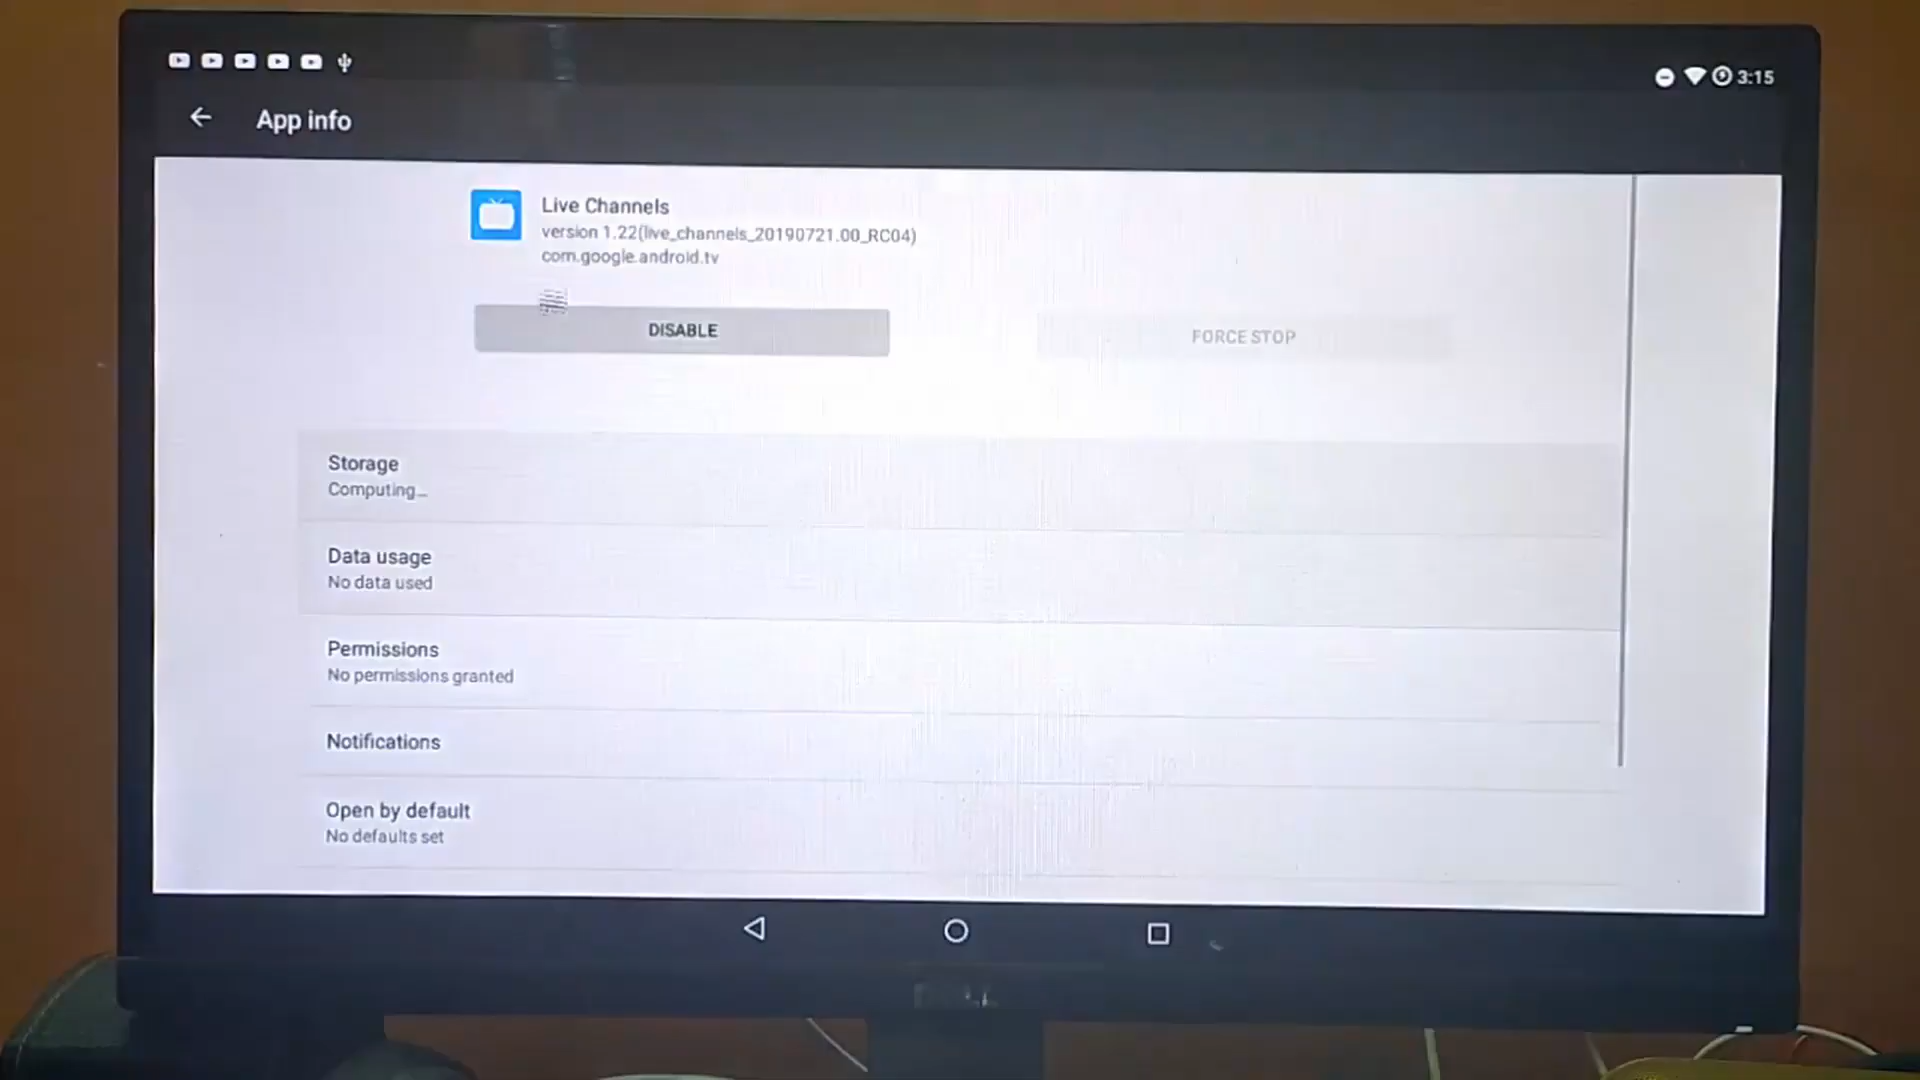 3:15
App info
Live Channels
version 1.22(live_channels_20190721.00_RC04)
com.google.android.tv
DISABLE
FORCE STOP
Storage
Computing...
Data usage
No data used
Permissions
No permissions granted
Notifications
Open by default
No defaults set